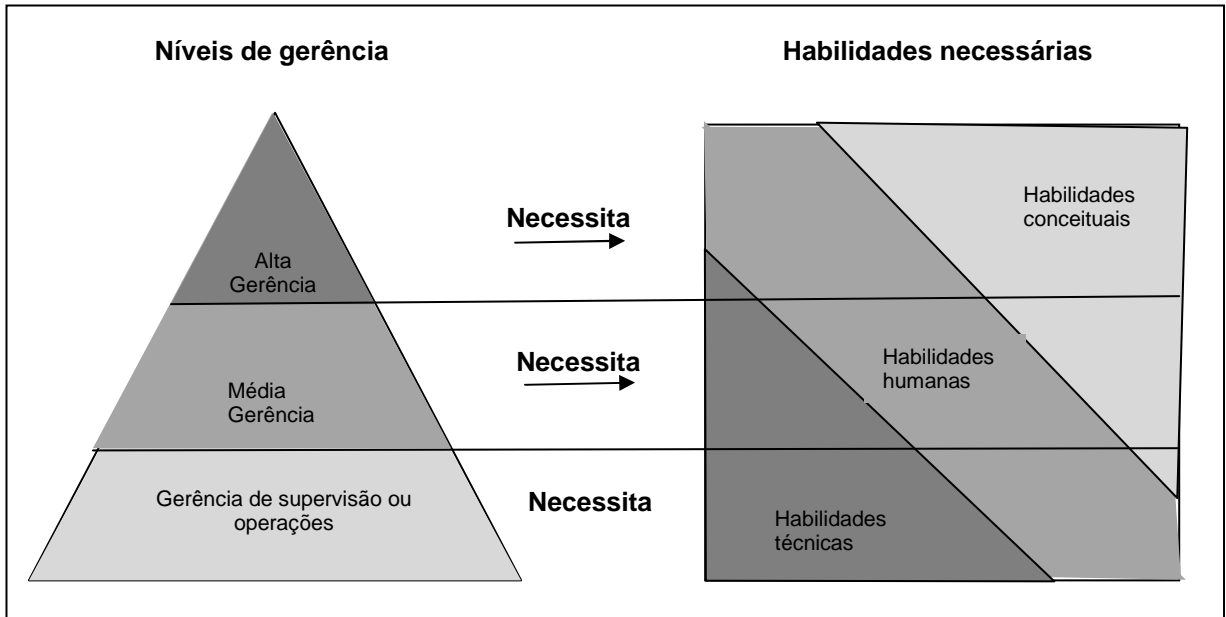 Níveis de gerência
Habilidades necessárias
Necessita
Habilidades
conceituais
Alta
Gerência
Necessita
Habilidades
humanas
Média
Gerência
Gerência de supervisão ou
operações
Necessita
Habilidades
técnicas